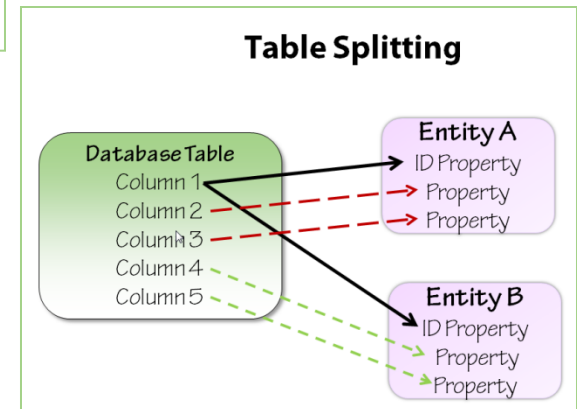 Table Splitting
Database Table
Column 1
Column 2
Column 3
Column 4
Column 5
Entity A
ID Property
Property
Property
Entity B
ID Property
Property
Property